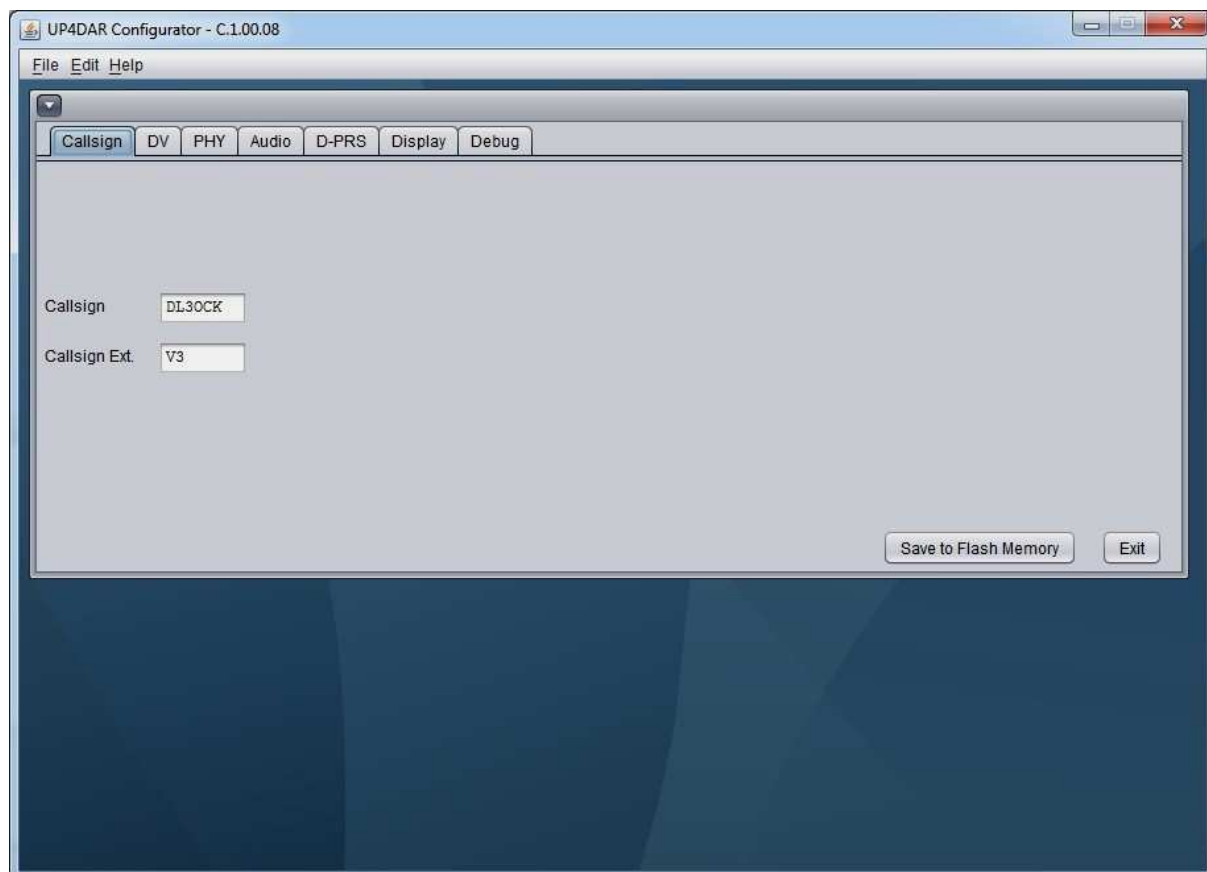 UP4DAR Configurator - C.1.00.08
File Edit Help
Callsign DV PHY Audio D-PRS Display Debug
Callsign DL3OCK
Callsign Ext. V3
Save to Flash Memory Exit